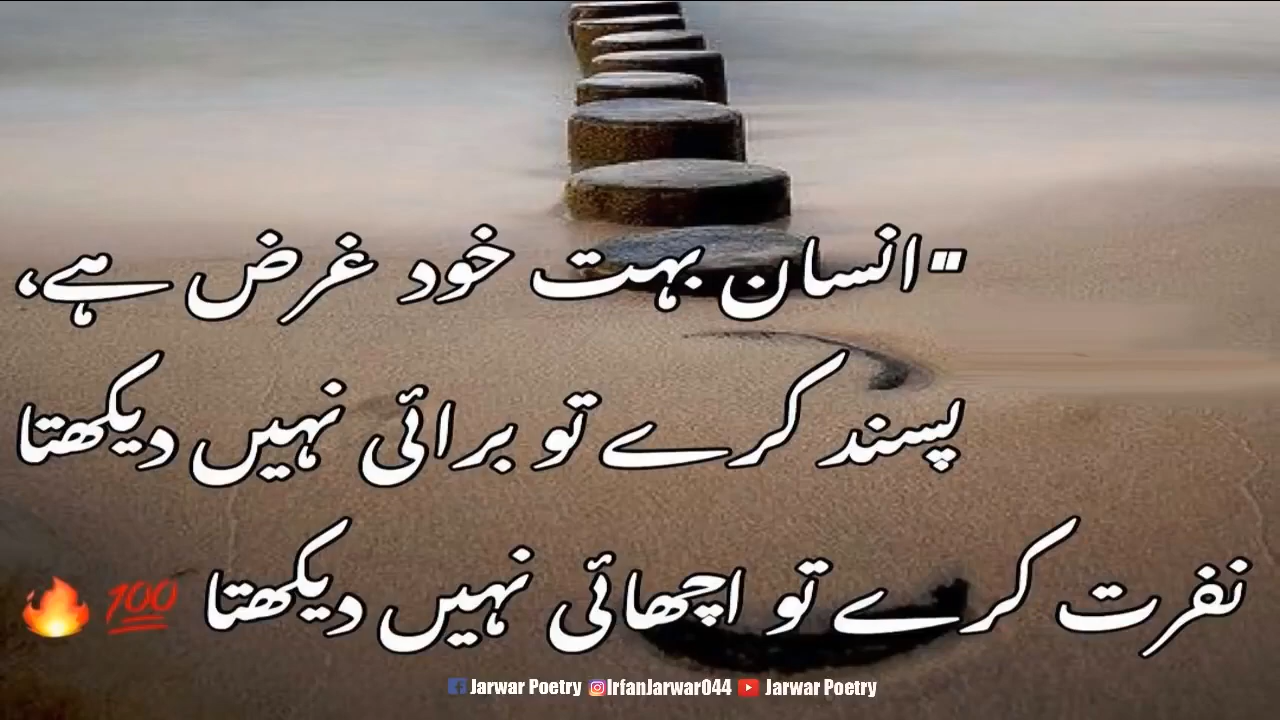 "انسان بہت خود غرض ہے،
پسند کرے تو برائی نہیں دیکھتا
نفرت کرے تو اچھائی نہیں دیکھتا 💯🔥
Jarwar Poetry IrfanJarwar044 Jarwar Poetry